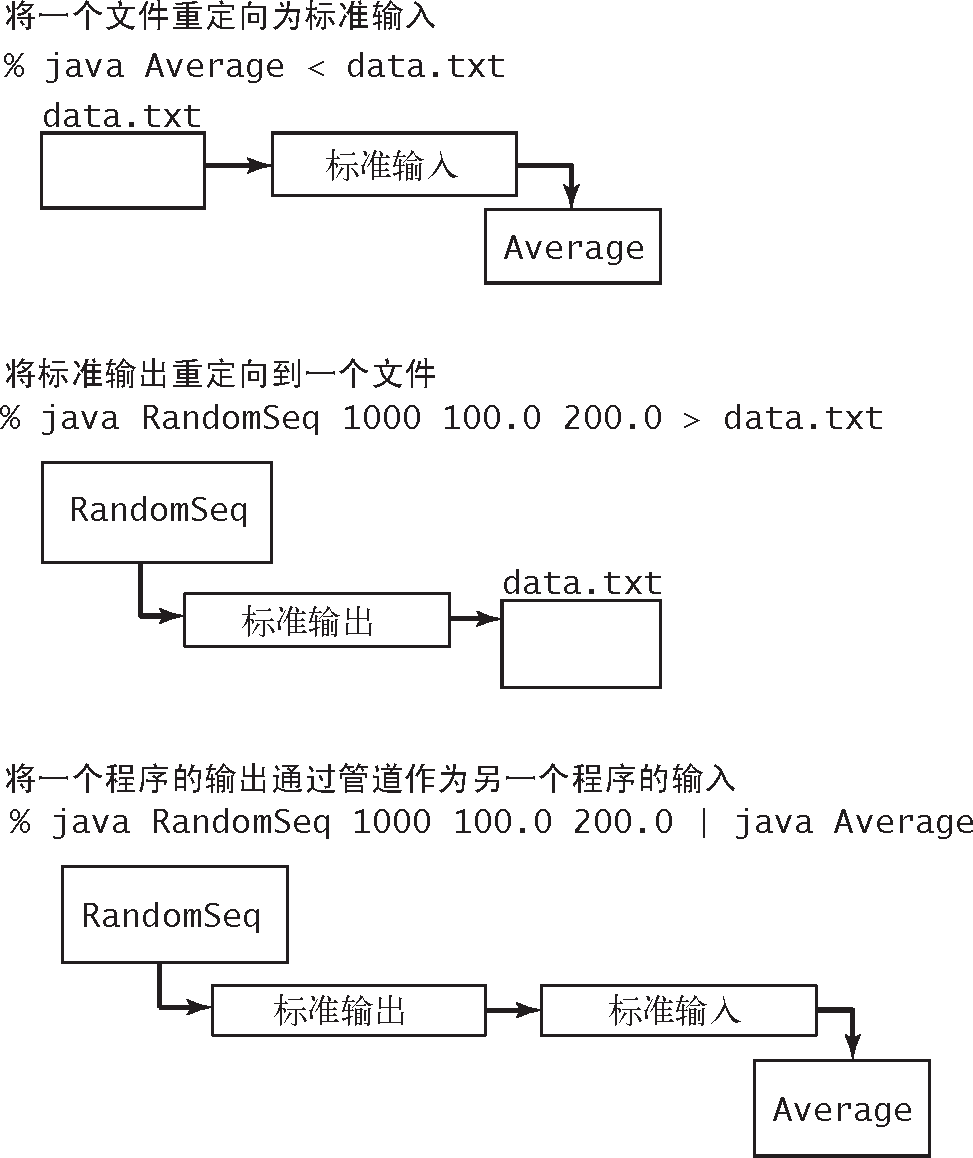 将一个文件重定向为标准输入
% java Average < data.txt
data.txt
标准输入
Average
将标准输出重定向到一个文件
% java RandomSeq 1000 100.0 200.0 > data.txt
RandomSeq
data.txt
标准输出
将一个程序的输出通过管道作为另一个程序的输入
% java RandomSeq 1000 100.0 200.0 | java Average
RandomSeq
标准输出
标准输入
Average